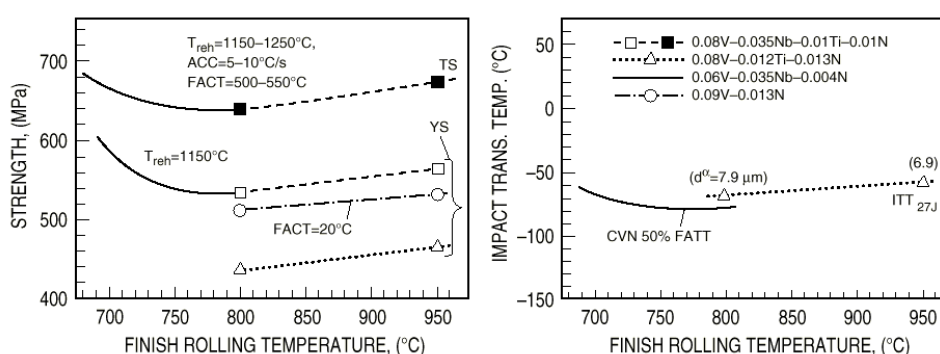 STRENGTH, (MPa)
700
600
500
400
T_reh=1150–1250°C,
ACC=5–10°C/s
FACT=500–550°C
TS
YS
T_reh=1150°C
FACT=20°C
700 750 800 850 900 950
FINISH ROLLING TEMPERATURE, (°C)
IMPACT TRANS. TEMP. (°C)
50
0
–50
–100
–150
0.08V–0.035Nb–0.01Ti–0.01N
0.08V–0.012Ti–0.013N
0.06V–0.035Nb–0.004N
0.09V–0.013N
(d^α=7.9 μm)
(6.9)
ITT 27J
CVN 50% FATT
700 750 800 850 900 950
FINISH ROLLING TEMPERATURE, (°C)